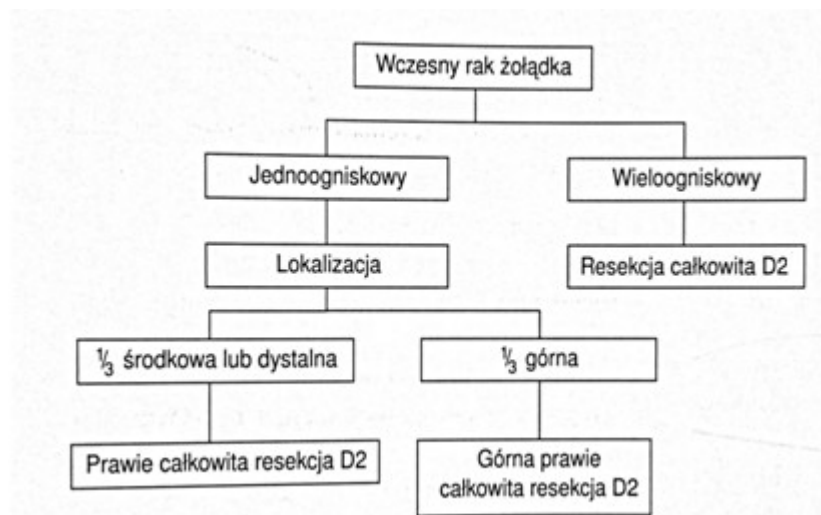 Wczesny rak żołądka
Jednoogniskowy
Wieloogniskowy
Lokalizacja
Resekcja całkowita D2
⅓ środkowa lub dystalna
⅓ górna
Prawie całkowita resekcja D2
Górna prawie
całkowita resekcja D2